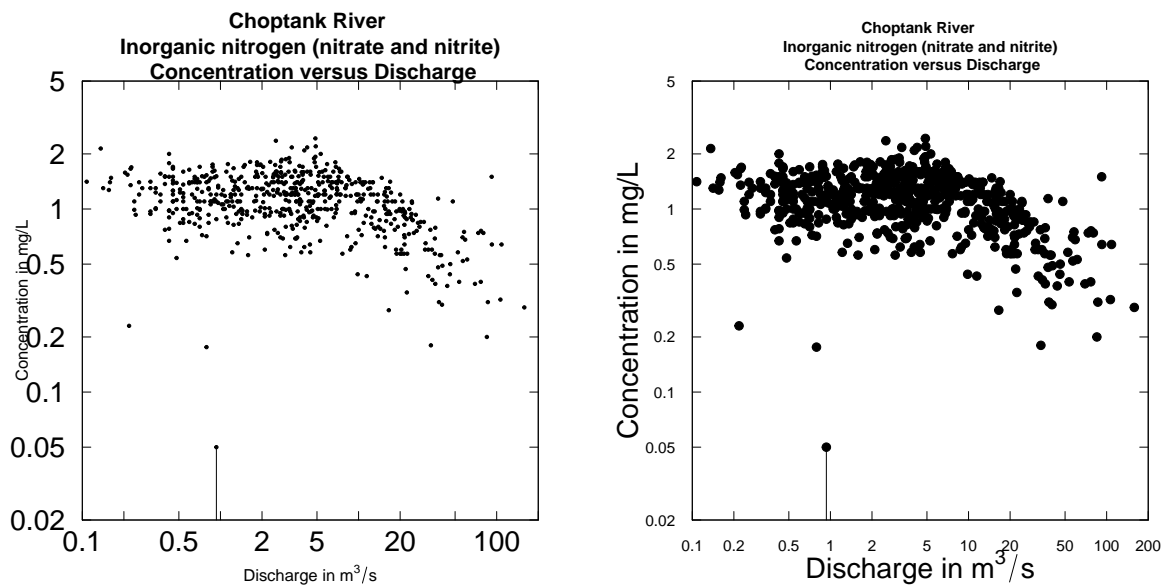 Choptank River
Inorganic nitrogen (nitrate and nitrite)
Concentration versus Discharge
5
2
1
0.5
0.2
0.1
0.05
0.02
Concentration in mg/L
0.1 0.5 2 5 20 100
Discharge in m³/s
Choptank River
Inorganic nitrogen (nitrate and nitrite)
Concentration versus Discharge
5
2
1
0.5
0.2
0.1
0.05
0.02
Concentration in mg/L
0.1 0.2 0.5 1 2 5 10 20 50 100 200
Discharge in m³/s